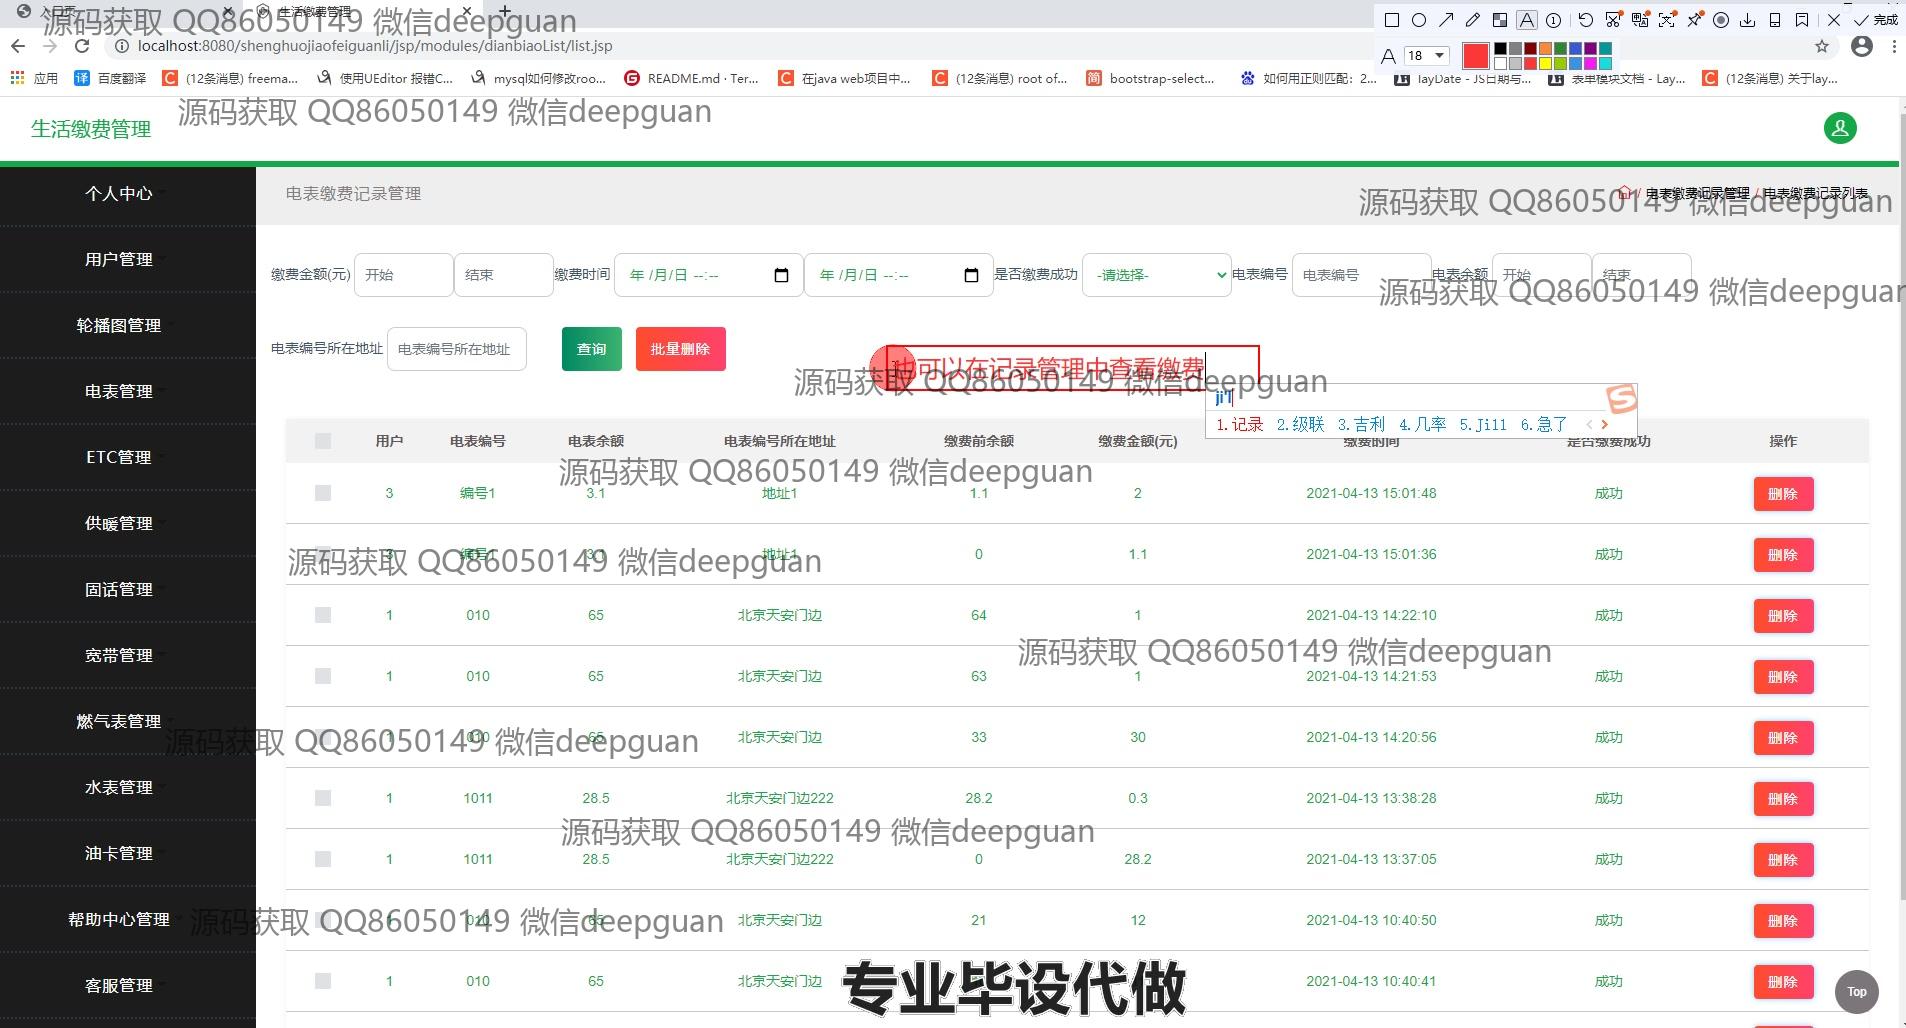 生活缴费管理
localhost:8080/shenghuojiaofeiguanli/jsp/modules/dianbiaoList/list.jsp
18
完成
应用 百度翻译 (12条消息) freema... 使用UEditor 报错C... mysql如何修改roo... README.md · Ter... 在java web项目中... (12条消息) root of... bootstrap-select... 如何用正则匹配：2... layDate - JS日期与... 表单模块文档 - Lay... (12条消息) 关于lay...
源码获取 QQ86050149 微信deepguan
生活缴费管理
源码获取 QQ86050149 微信deepguan
个人中心
用户管理
轮播图管理
电表管理
ETC管理
供暖管理
固话管理
宽带管理
燃气表管理
水表管理
油卡管理
帮助中心管理
客服管理
电表缴费记录管理
/ 电表缴费记录管理 / 电表缴费记录列表
源码获取 QQ86050149 微信deepguan
缴费金额(元) 开始 结束 缴费时间 年 /月/日 --:-- 年 /月/日 --:-- 是否缴费成功 -请选择- 电表编号 电表编号 电表余额 开始 结束
源码获取 QQ86050149 微信deepguan
电表编号所在地址 电表编号所在地址 查询 批量删除
也可以在记录管理中查看缴费
源码获取 QQ86050149 微信deepguan
ji'l
1.记录 2.级联 3.吉利 4.几率 5.Jill 6.急了
用户 电表编号 电表余额 电表编号所在地址 缴费前余额 缴费金额(元) 缴费时间 是否缴费成功 操作
源码获取 QQ86050149 微信deepguan
3 编号1 3.1 地址1 1.1 2 2021-04-13 15:01:48 成功 删除
3 编号1 3.1 地址1 0 1.1 2021-04-13 15:01:36 成功 删除
源码获取 QQ86050149 微信deepguan
1 010 65 北京天安门边 64 1 2021-04-13 14:22:10 成功 删除
源码获取 QQ86050149 微信deepguan
1 010 65 北京天安门边 63 1 2021-04-13 14:21:53 成功 删除
1 010 65 北京天安门边 33 30 2021-04-13 14:20:56 成功 删除
源码获取 QQ86050149 微信deepguan
1 1011 28.5 北京天安门边222 28.2 0.3 2021-04-13 13:38:28 成功 删除
源码获取 QQ86050149 微信deepguan
1 1011 28.5 北京天安门边222 0 28.2 2021-04-13 13:37:05 成功 删除
1 010 65 北京天安门边 21 12 2021-04-13 10:40:50 成功 删除
源码获取 QQ86050149 微信deepguan
1 010 65 北京天安门边 2021-04-13 10:40:41 成功 删除
专业毕设代做
Top